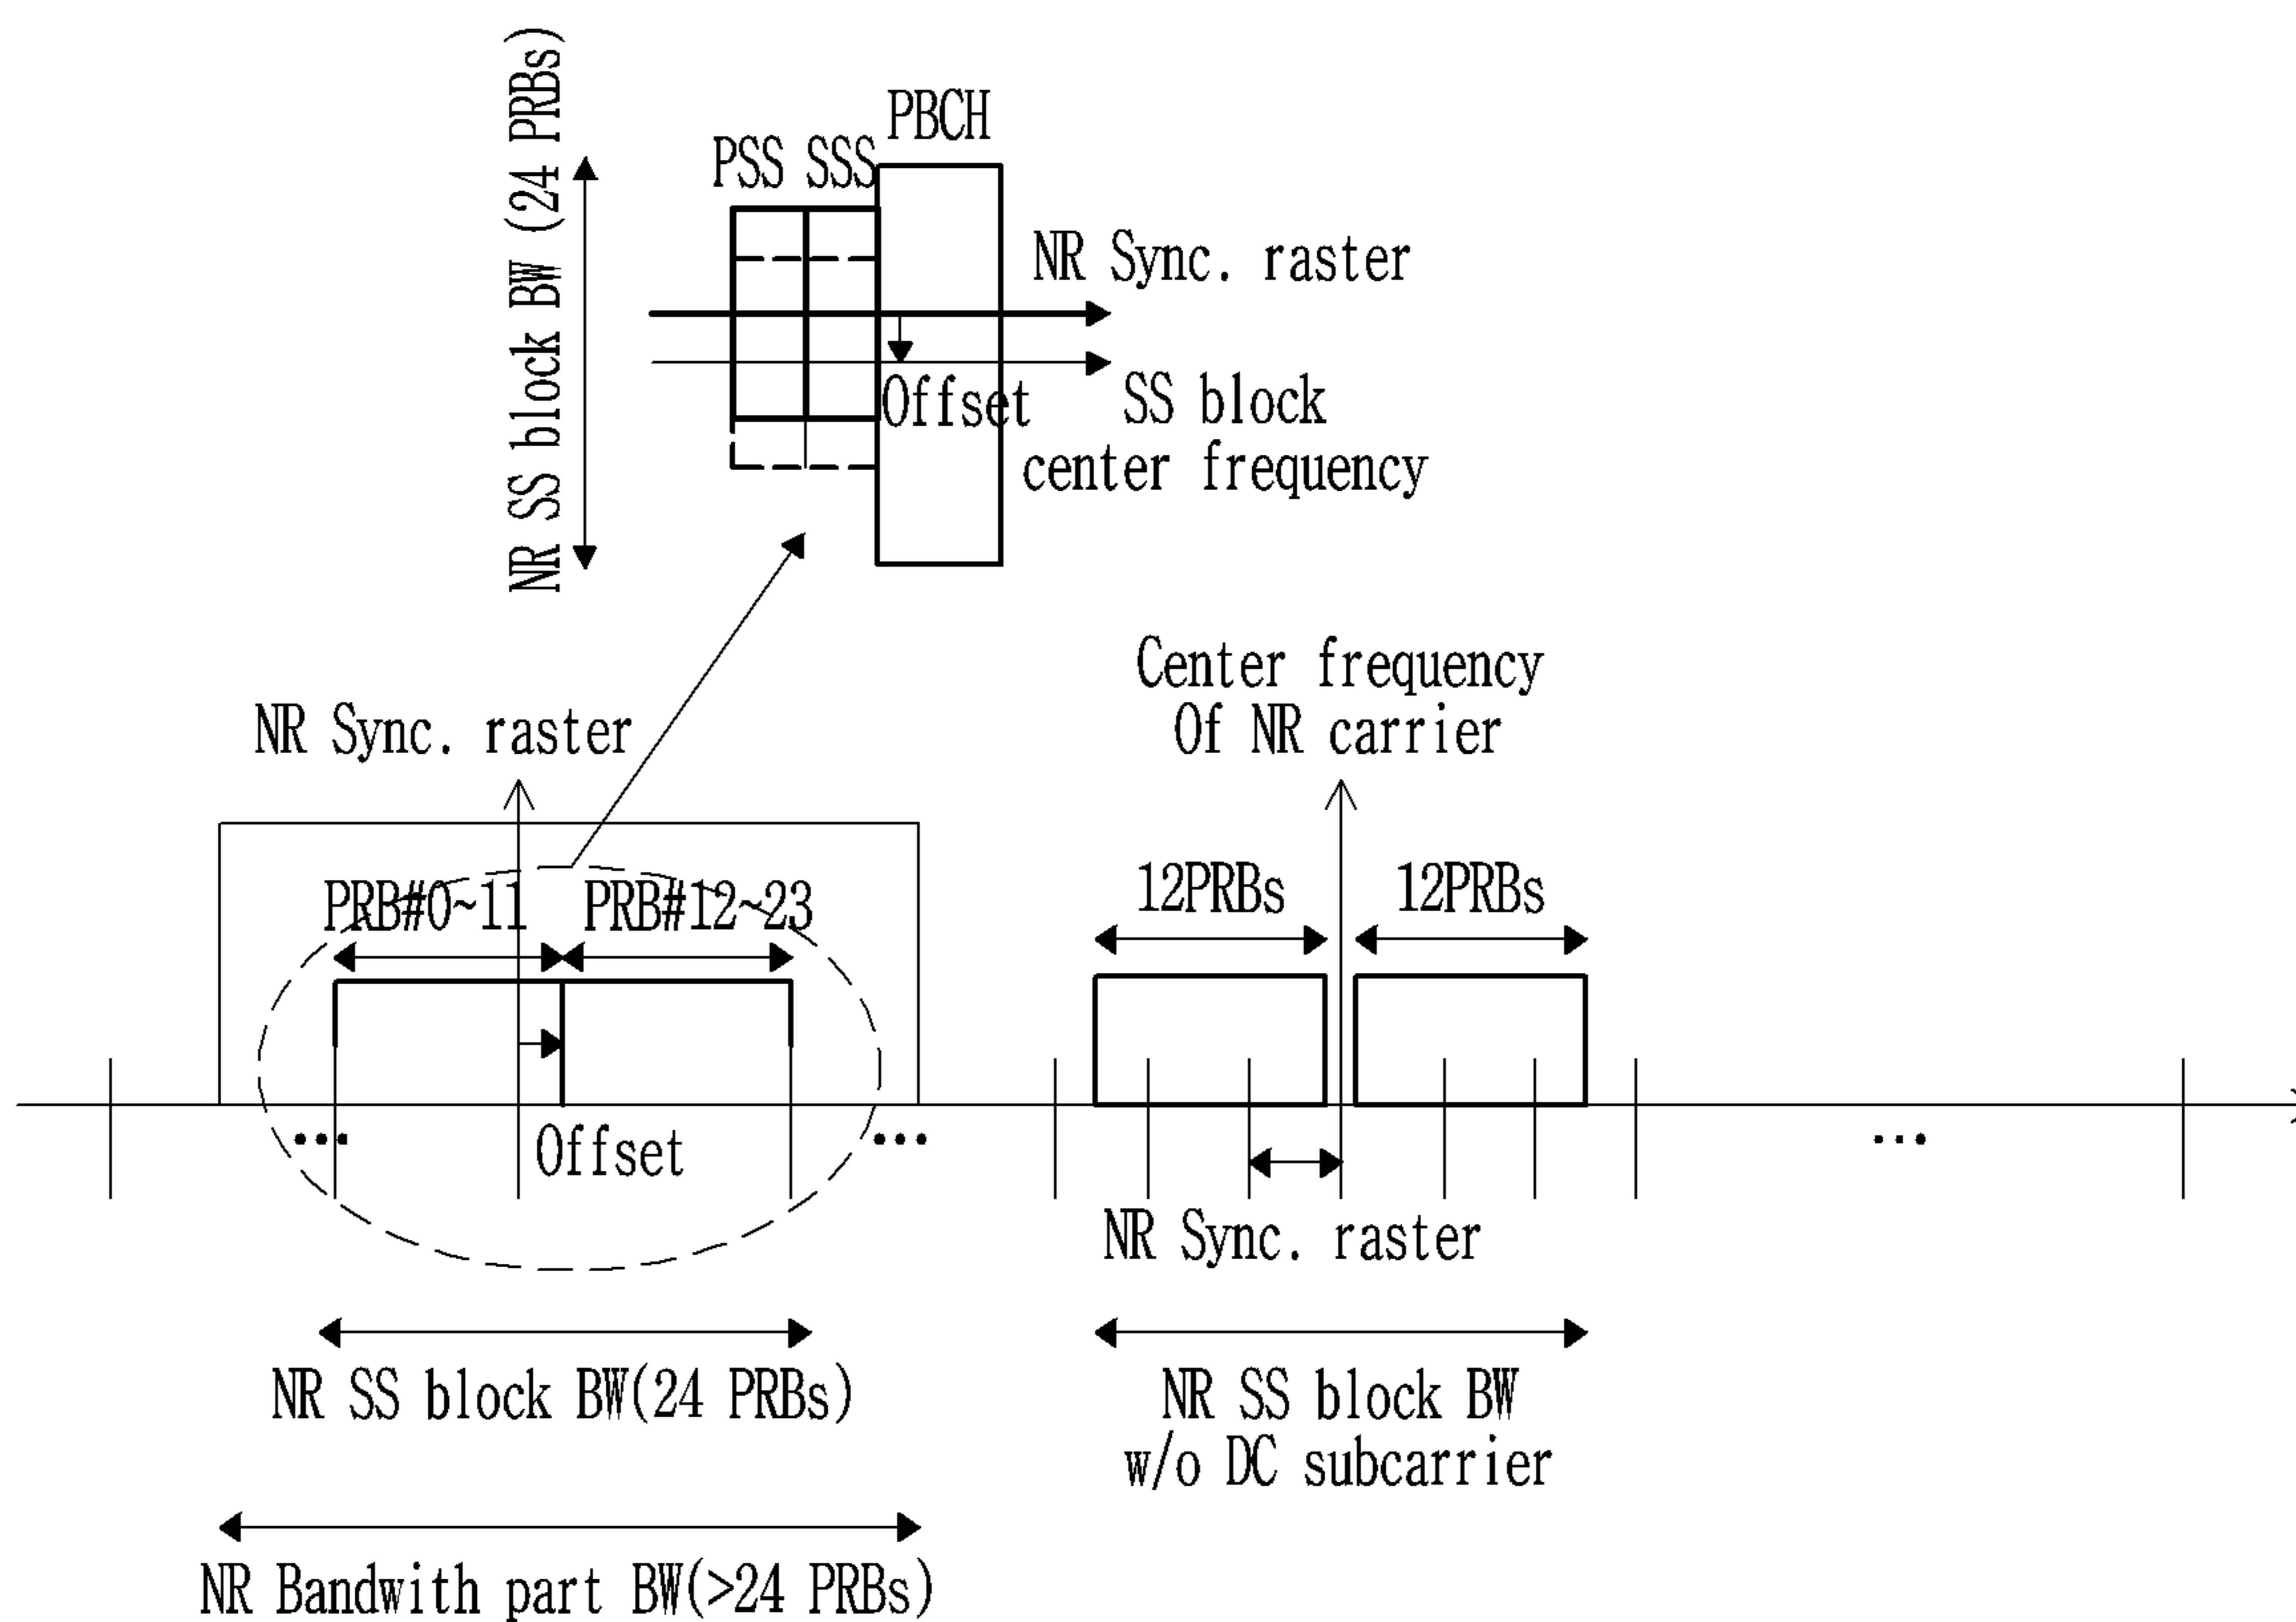 NR SS block BW (24 PRBs)
PBCH
PSS SSS
NR Sync. raster
Offset
SS block
center frequency
Center frequency
Of NR carrier
NR Sync. raster
12PRBs
12PRBs
PRB#0~11
PRB#12~23
...
Offset
...
...
NR Sync. raster
NR SS block BW(24 PRBs)
NR SS block BW
w/o DC subcarrier
NR Bandwith part BW(>24 PRBs)